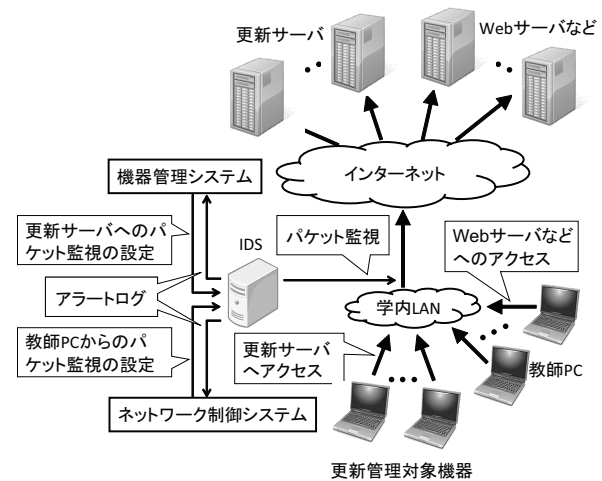 更新サーバ
Webサーバなど
インターネット
機器管理システム
更新サーバへのパ
ケット監視の設定
IDS
パケット監視
Webサーバなど
へのアクセス
アラートログ
学内LAN
教師PCからのパ
ケット監視の設定
更新サーバ
へアクセス
教師PC
ネットワーク制御システム
更新管理対象機器